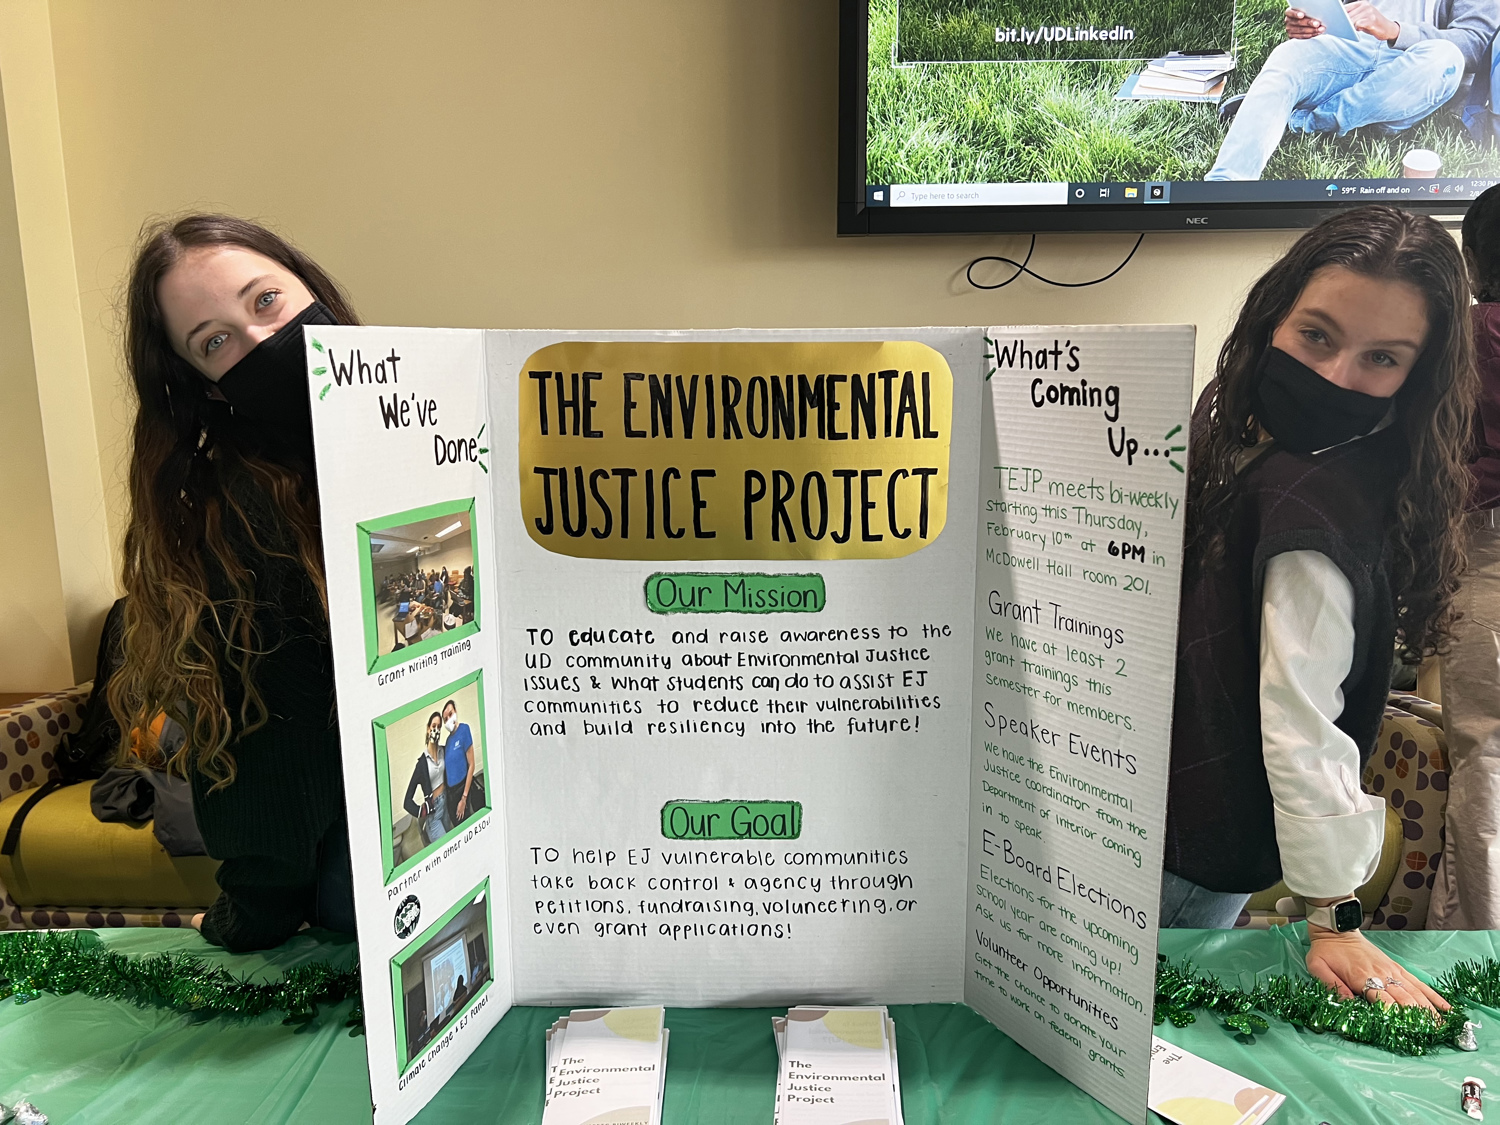 bit.ly/UDLinkedIn
Type here to search
59°F Rain off and on
12:30 PM
NEC
What
We've
Done
Grant Writing Training
Partner with other UD RSOs!
Climate Change & EJ Panel
THE ENVIRONMENTAL
JUSTICE PROJECT
Our Mission
TO educate and raise awareness to the
UD community about Environmental Justice
issues & what students can do to assist EJ
communities to reduce their vulnerabilities
and build resiliency into the future!
Our Goal
TO help EJ vulnerable communities
take back control & agency through
petitions, fundraising, volunteering, or
even grant applications!
What's
Coming
Up...
TEJP meets bi-weekly
starting this Thursday,
February 10th at 6PM in
McDowell Hall room 201.
Grant Trainings
We have at least 2
grant trainings this
semester for members.
Speaker Events
We have the Environmental
Justice coordinator from the
Department of interior coming
in to speak
E-Board Elections
Elections for the upcoming
school year are coming up!
Ask us for more information.
Volunteer Opportunities
Get the chance to donate your
time to work on federal grants.
The
Environmental
Justice
Project
The
Environmental
Justice
Project
The